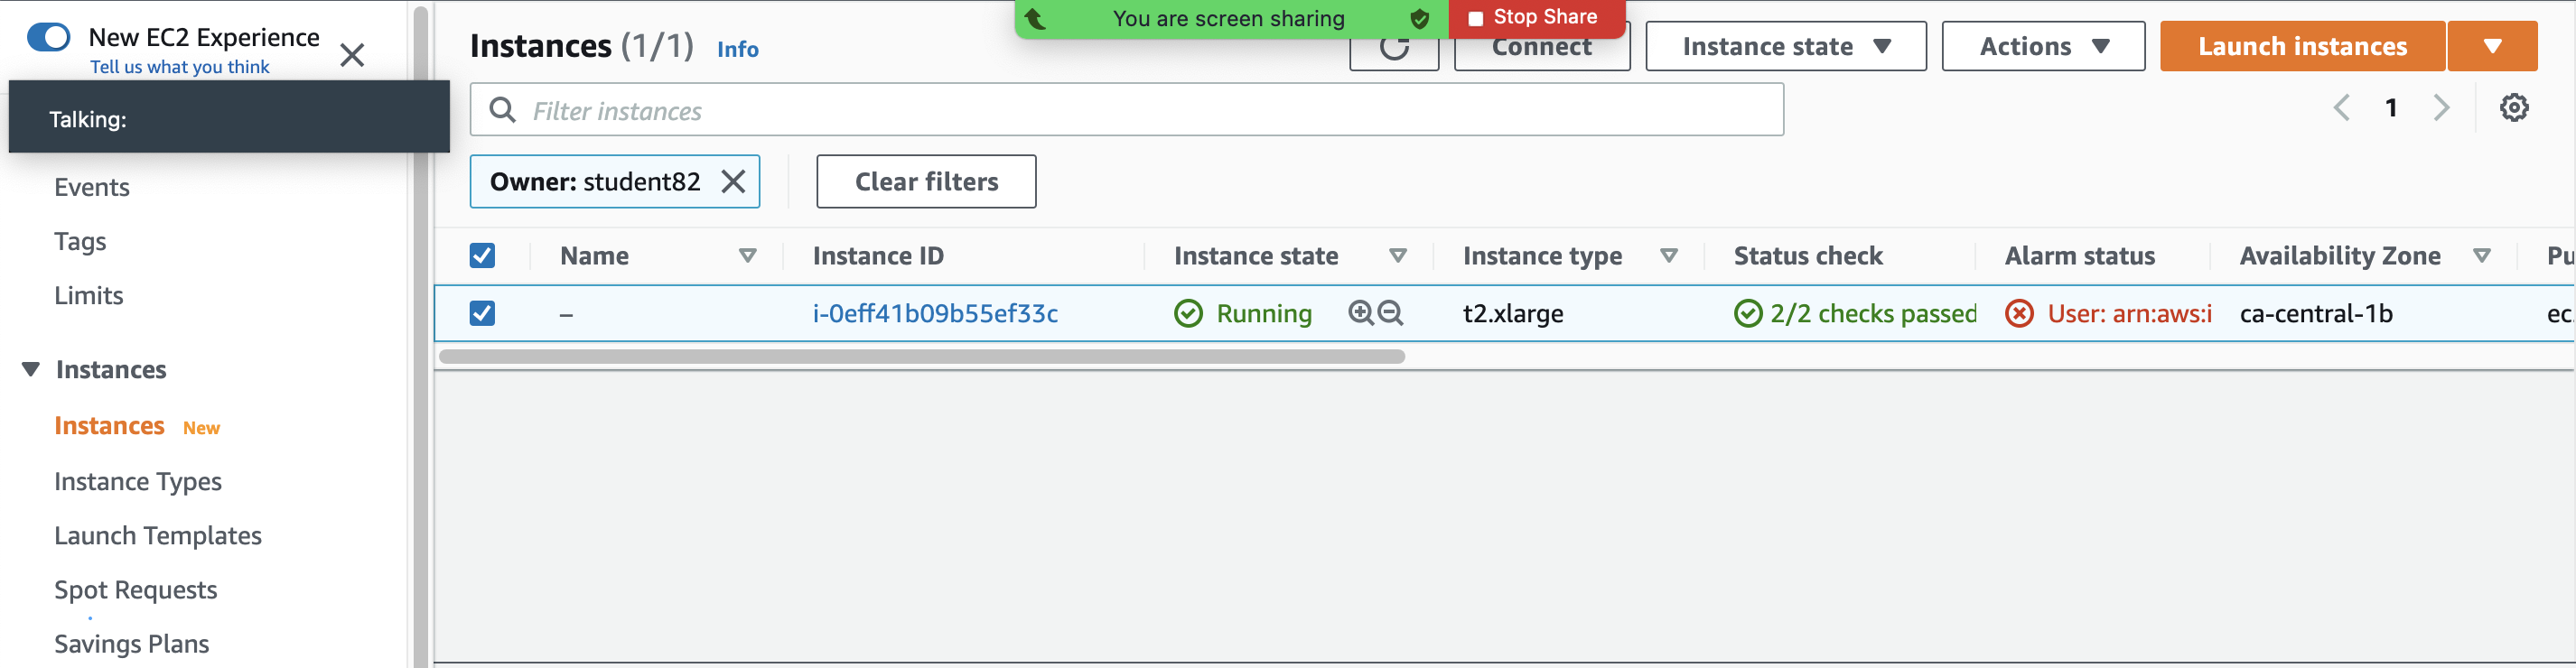 New EC2 Experience
Tell us what you think
Talking:
Events
Tags
Limits
Instances
Instances New
Instance Types
Launch Templates
Spot Requests
Savings Plans
You are screen sharing Stop Share
Instances (1/1) Info Connect Instance state Actions Launch instances
Filter instances 1
Owner: student82 Clear filters
Name Instance ID Instance state Instance type Status check Alarm status Availability Zone Pu
– i-0eff41b09b55ef33c Running t2.xlarge 2/2 checks passed User: arn:aws:i ca-central-1b ec